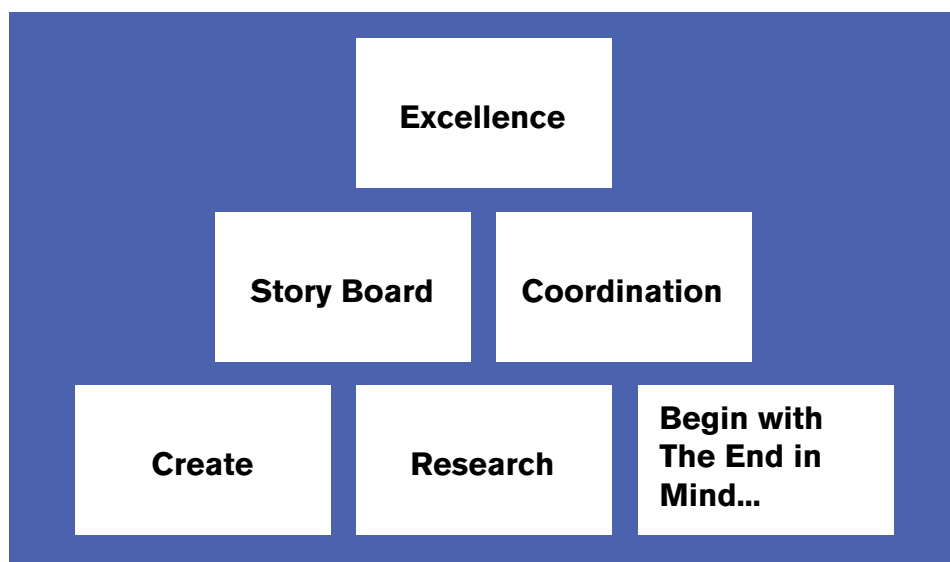 Excellence
Story Board
Coordination
Create
Research
Begin with
The End in
Mind...